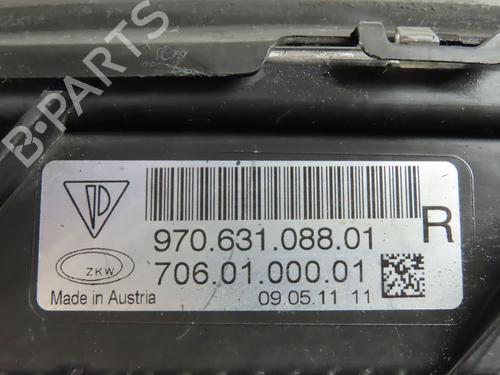 B-PARTS
970.631.088.01
R
ZKW
706.01.000.01
Made in Austria
09.05.11 11